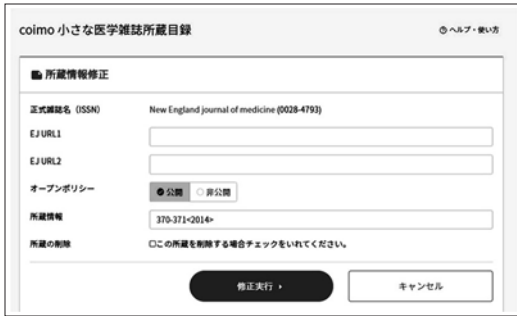 coimo 小さな医学雑誌所蔵目録
ヘルプ・使い方
所蔵情報修正
正式雑誌名（ISSN） New England journal of medicine (0028-4793)
EJ URL1
EJ URL2
オープンポリシー 公開 非公開
所蔵情報 370-371<2014>
所蔵の削除 □この所蔵を削除する場合チェックをいれてください。
修正実行 キャンセル